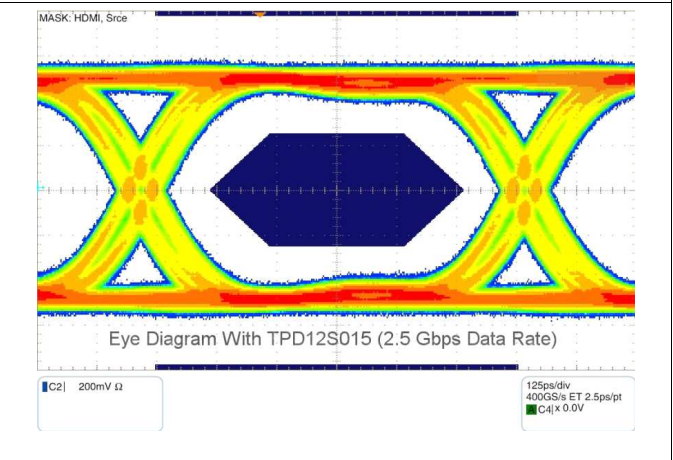 MASK: HDMI, Srce
Eye Diagram With TPD12S015 (2.5 Gbps Data Rate)
C2| 200mV Ω
125ps/div
400GS/s ET 2.5ps/pt
A C4| x 0.0V